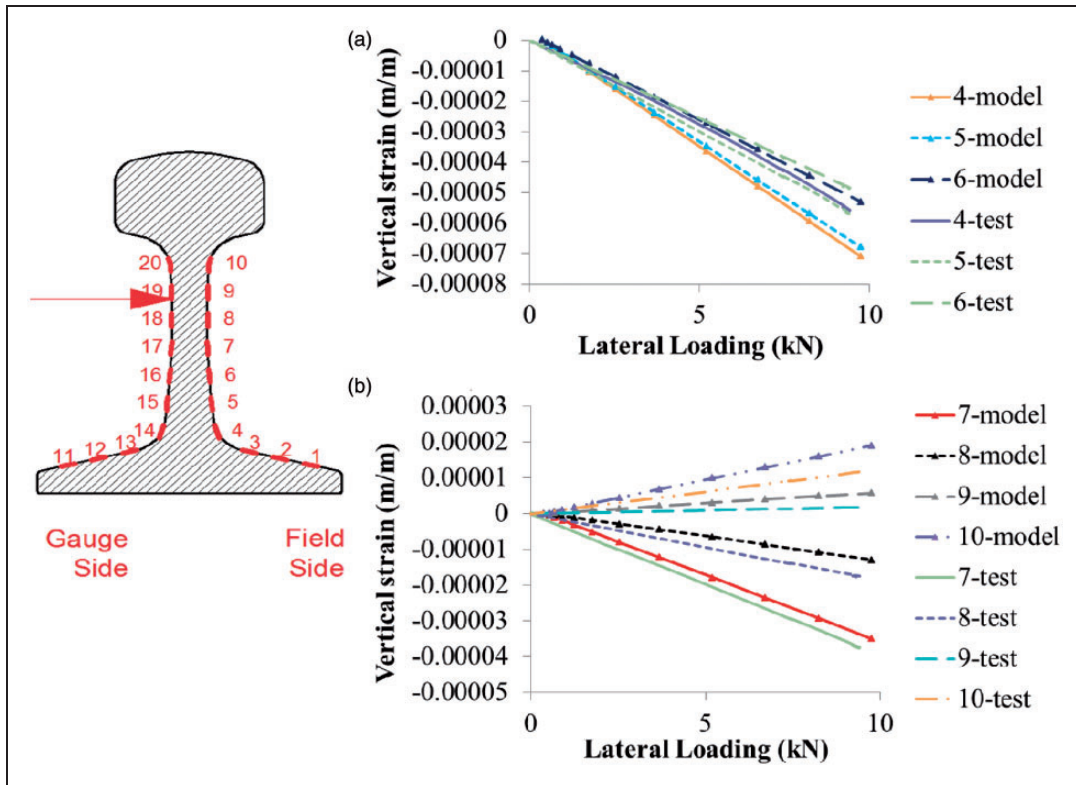 20 10
19 9
18 8
17 7
16 6
15 5
14 4
13 3
12 2
11 1
Gauge
Side
Field
Side
(a)
0
-0.00001
-0.00002
-0.00003
-0.00004
-0.00005
-0.00006
-0.00007
-0.00008
Vertical strain (m/m)
0 5 10
Lateral Loading (kN)
4-model
5-model
6-model
4-test
5-test
6-test
(b)
0.00003
0.00002
0.00001
0
-0.00001
-0.00002
-0.00003
-0.00004
-0.00005
Vertical strain (m/m)
0 5 10
Lateral Loading (kN)
7-model
8-model
9-model
10-model
7-test
8-test
9-test
10-test